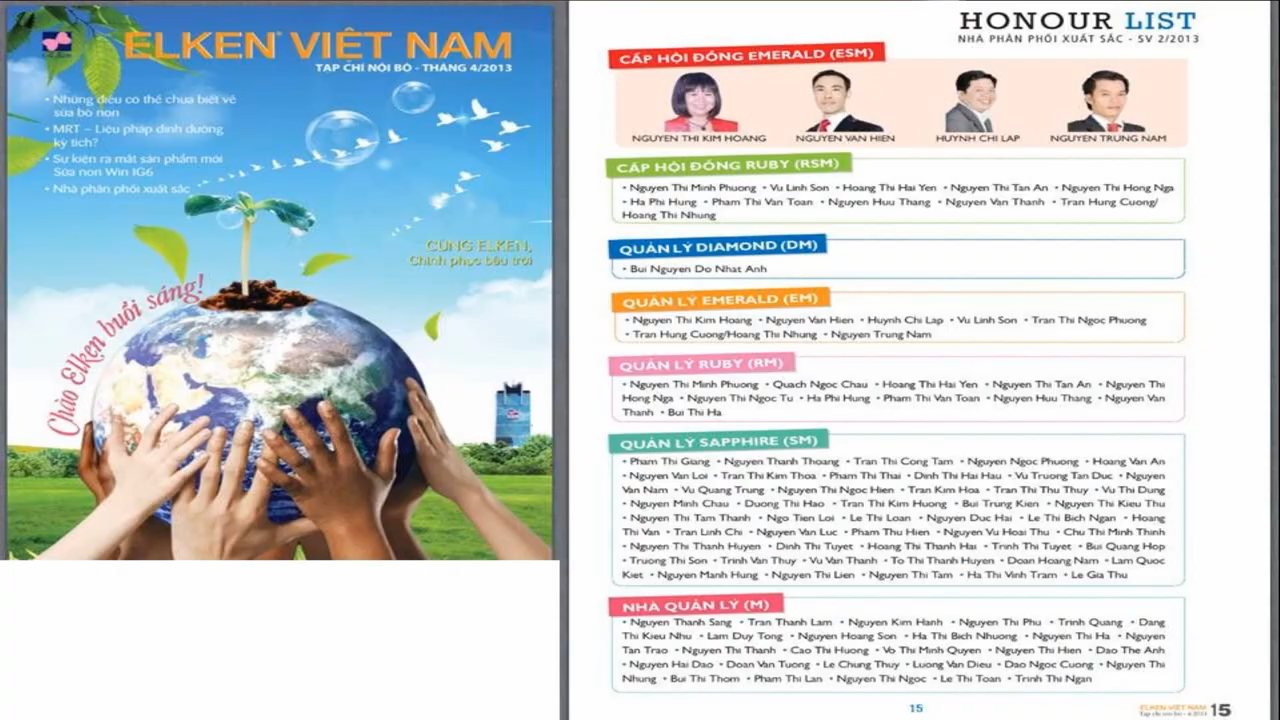 ELKEN VIỆT NAM
TẠP CHÍ NỘI BỘ - THÁNG 4/2013
• Những điều có thể chưa biết về
sữa bò non
• MRT – Liệu pháp dinh dưỡng
kỳ tích?
• Sự kiện ra mắt sản phẩm mới
Sữa non Win IG6
• Nhà phân phối xuất sắc
CÙNG ELKEN,
Chinh phục bầu trời
Chào Elken buổi sáng!
HONOUR LIST
NHÀ PHÂN PHỐI XUẤT SẮC - SV 2/2013
CẤP HỘI ĐỒNG EMERALD (ESM)
NGUYEN THI KIM HOANG NGUYEN VAN HIEN HUYNH CHI LAP NGUYEN TRUNG NAM
CẤP HỘI ĐỒNG RUBY (RSM)
• Nguyen Thi Minh Phuong • Vu Linh Son • Hoang Thi Hai Yen • Nguyen Thi Tan An • Nguyen Thi Hong Nga
• Ha Phi Hung • Pham Thi Van Toan • Nguyen Huu Thang • Nguyen Van Thanh • Tran Hung Cuong/
Hoang Thi Nhung
QUẢN LÝ DIAMOND (DM)
• Bui Nguyen Do Nhat Anh
QUẢN LÝ EMERALD (EM)
• Nguyen Thi Kim Hoang • Nguyen Van Hien • Huynh Chi Lap • Vu Linh Son • Tran Thi Ngoc Phuong
• Tran Hung Cuong/Hoang Thi Nhung • Nguyen Trung Nam
QUẢN LÝ RUBY (RM)
• Nguyen Thi Minh Phuong • Quach Ngoc Chau • Hoang Thi Hai Yen • Nguyen Thi Tan An • Nguyen Thi
Hong Nga • Nguyen Thi Ngoc Tu • Ha Phi Hung • Pham Thi Van Toan • Nguyen Huu Thang • Nguyen Van
Thanh • Bui Thi Ha
QUẢN LÝ SAPPHIRE (SM)
• Pham Thi Giang • Nguyen Thanh Thoang • Tran Thi Cong Tam • Nguyen Ngoc Phuong • Hoang Van An
• Nguyen Van Loi • Tran Thi Kim Thoa • Pham Thi Thai • Dinh Thi Hai Hau • Vu Truong Tan Duc • Nguyen
Van Nam • Vu Quang Trung • Nguyen Thi Ngoc Hien • Tran Kim Hoa • Tran Thi Thu Thuy • Vu Thi Dung
• Nguyen Minh Chau • Duong Thi Hao • Tran Thi Kim Huong • Bui Trung Kien • Nguyen Thi Kieu Thu
• Nguyen Thi Tam Thanh • Ngo Tien Loi • Le Thi Loan • Nguyen Duc Hai • Le Thi Bich Ngan • Hoang
Thi Van • Tran Linh Chi • Nguyen Van Luc • Pham Thu Hien • Nguyen Vu Hoai Thu • Chu Thi Minh Thinh
• Nguyen Thi Thanh Huyen • Dinh Thi Tuyet • Hoang Thi Thanh Hai • Trinh Thi Tuyet • Bui Quang Hop
• Truong Thi Son • Trinh Van Thuy • Vu Van Thanh • To Thi Thanh Huyen • Doan Hoang Nam • Lam Quoc
Kiet • Nguyen Manh Hung • Nguyen Thi Lien • Nguyen Thi Tam • Ha Thi Vinh Tram • Le Gia Thu
NHÀ QUẢN LÝ (M)
• Nguyen Thanh Sang • Tran Thanh Lam • Nguyen Kim Hanh • Nguyen Thi Phu • Trinh Quang • Dang
Thi Kieu Nhu • Lam Duy Tong • Nguyen Hoang Son • Ha Thi Bich Nhuong • Nguyen Thi Ha • Nguyen
Tan Trao • Nguyen Thi Thanh • Cao Thi Huong • Vo Thi Minh Quyen • Nguyen Thi Hien • Dao The Anh
• Nguyen Hai Dao • Doan Van Tuong • Le Chung Thuy • Luong Van Dieu • Dao Ngoc Cuong • Nguyen Thi
Nhung • Bui Thi Thom • Pham Thi Lan • Nguyen Thi Ngoc • Le Thi Toan • Trinh Thi Ngan
15
ELKEN VIỆT NAM
Tạp chí nội bộ - 4/2013
15